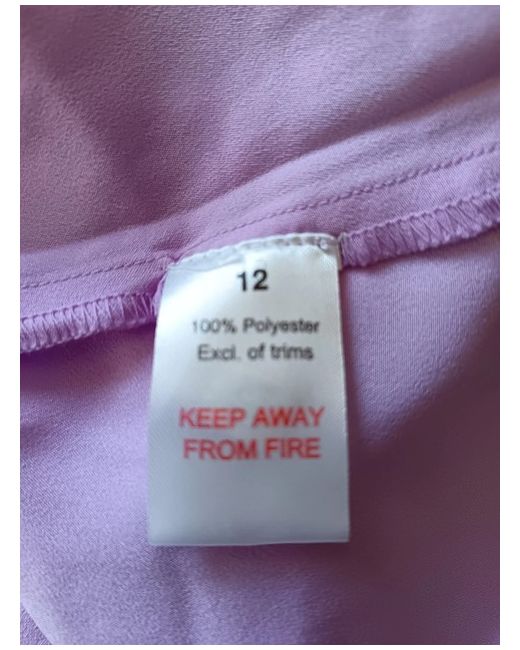 12
100% Polyester
Excl. of trims
KEEP AWAY
FROM FIRE